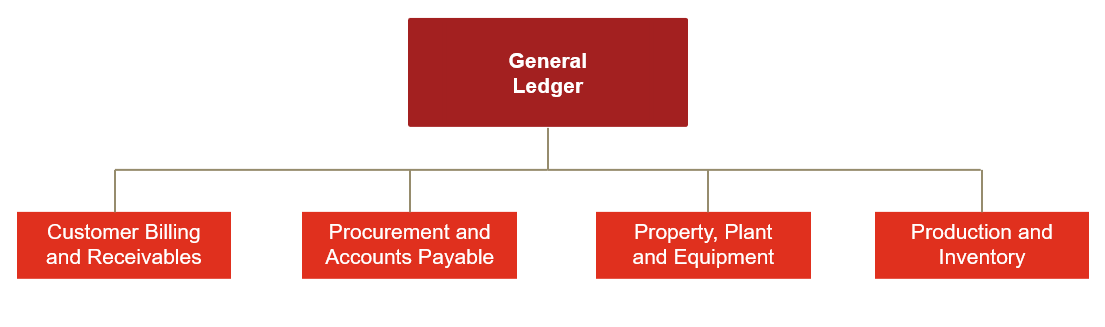 General
Ledger
Customer Billing
and Receivables
Procurement and
Accounts Payable
Property, Plant
and Equipment
Production and
Inventory